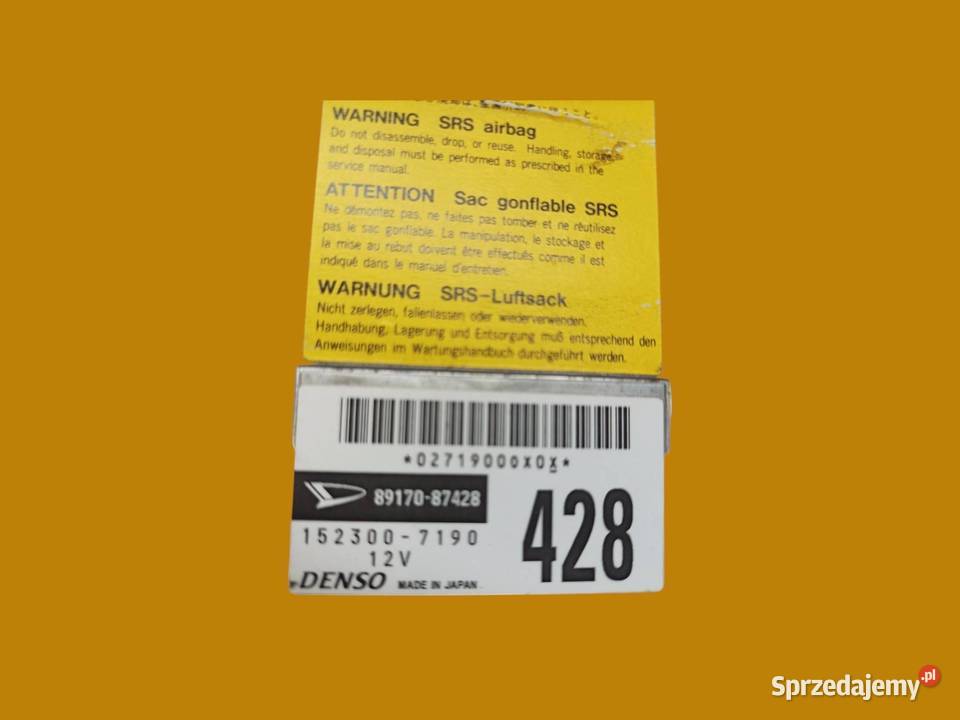 WARNING SRS airbag
Do not disassemble, drop, or reuse. Handling, storage
and disposal must be performed as prescribed in the
service manual.
ATTENTION Sac gonflable SRS
Ne démontez pas, ne faites pas tomber et ne réutilisez
pas le sac gonflable. La manipulation, le stockage et
la mise au rebut doivent être effectués comme il est
indiqué dans le manuel d'entretien.
WARNUNG SRS-Luftsack
Nicht zerlegen, fallenlassen oder wiederverwenden.
Handhabung, Lagerung und Entsorgung muß entsprechend den
Anweisungen im Wartungshandbuch durchgeführt werden.
*02719000X0X*
89170-87428
152300-7190
12V
428
DENSO MADE IN JAPAN
Sprzedajemy.pl